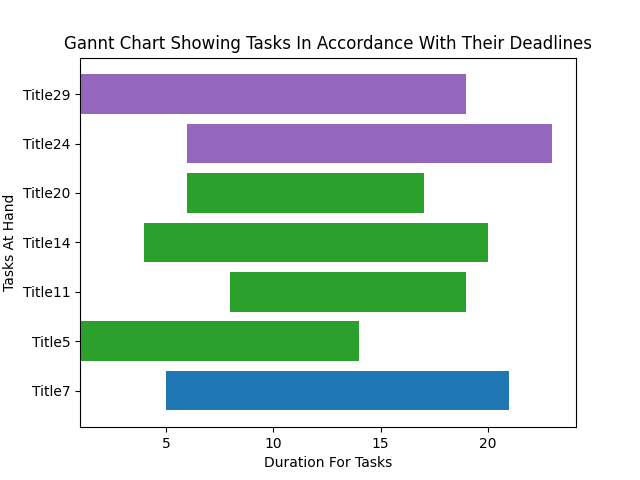 Gannt Chart Showing Tasks In Accordance With Their Deadlines
Tasks At Hand
Title29
Title24
Title20
Title14
Title11
Title5
Title7
5 10 15 20
Duration For Tasks